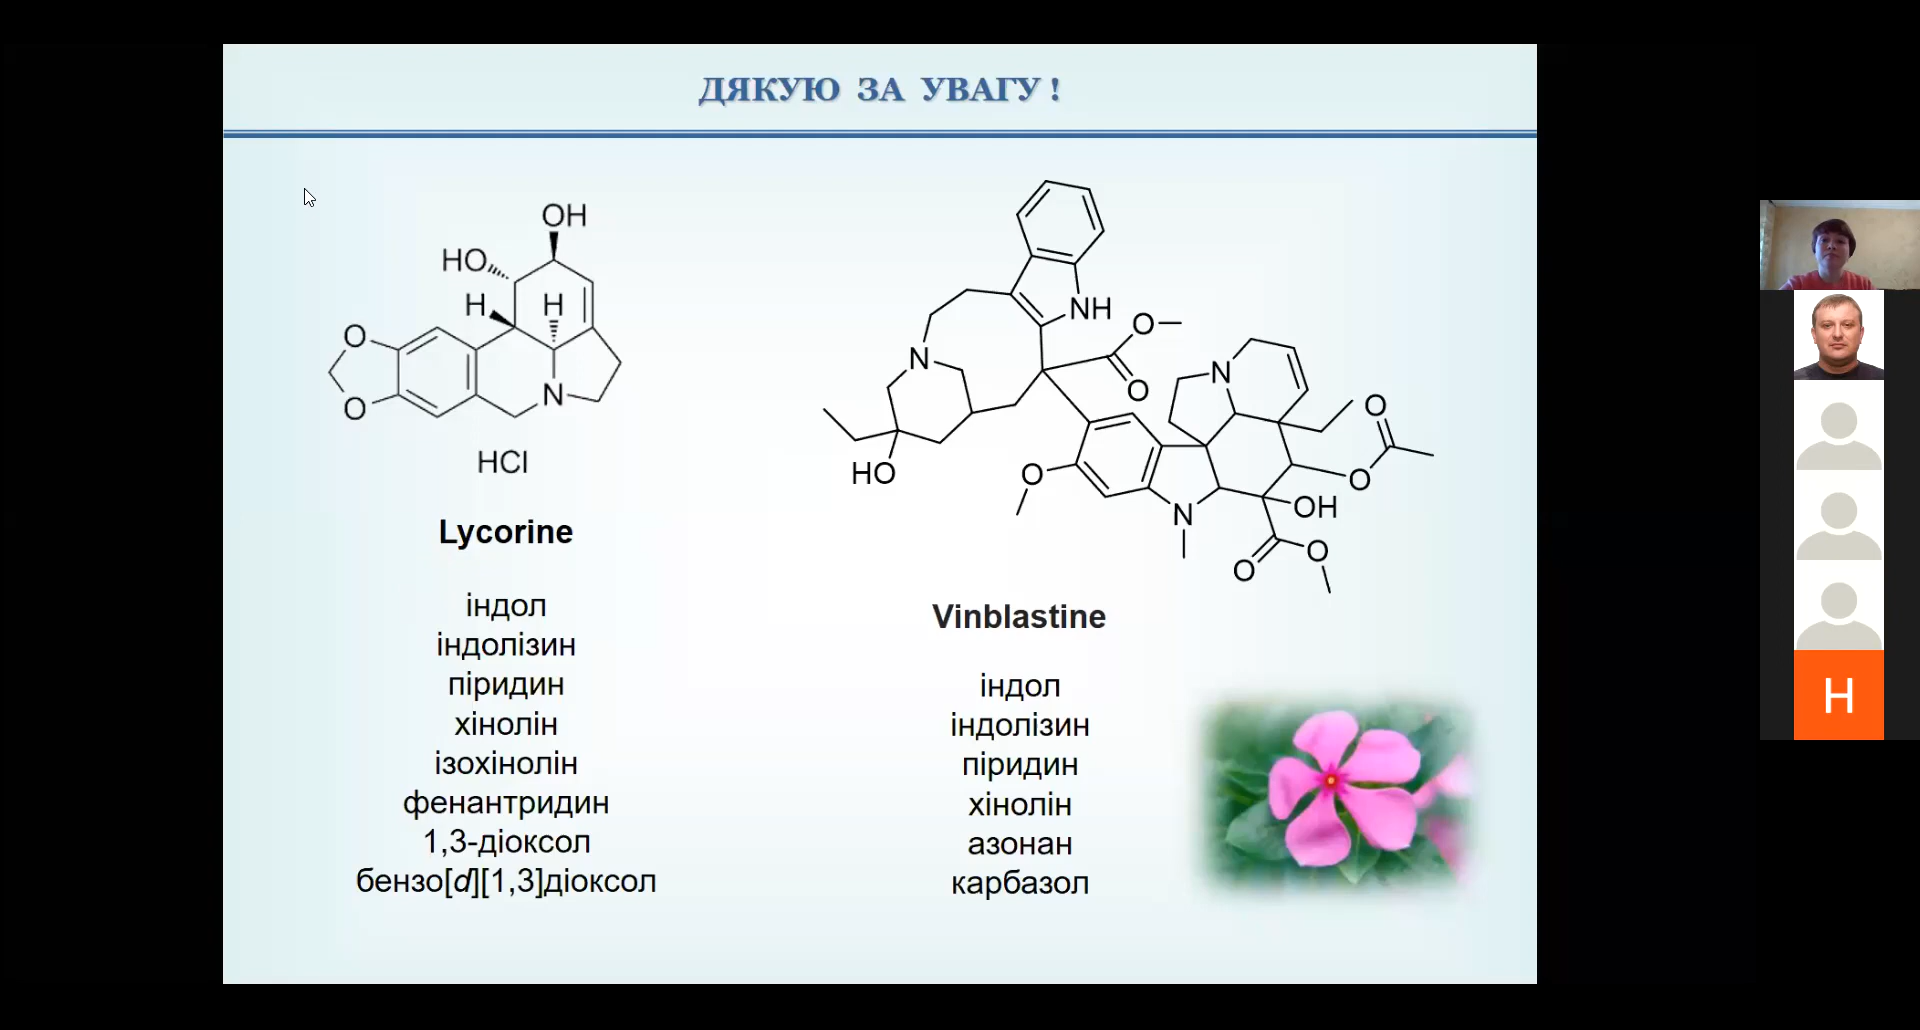 ДЯКУЮ ЗА УВАГУ !
OH
HO
H
H
O
O
N
HCl
Lycorine
індол
індолізин
піридин
хінолін
ізохінолін
фенантридин
1,3-діоксол
бензо[d][1,3]діоксол
NH
O
N
O
HO
O
N
N
O
O
OH
O
O
Vinblastine
індол
індолізин
піридин
хінолін
азонан
карбазол
Н